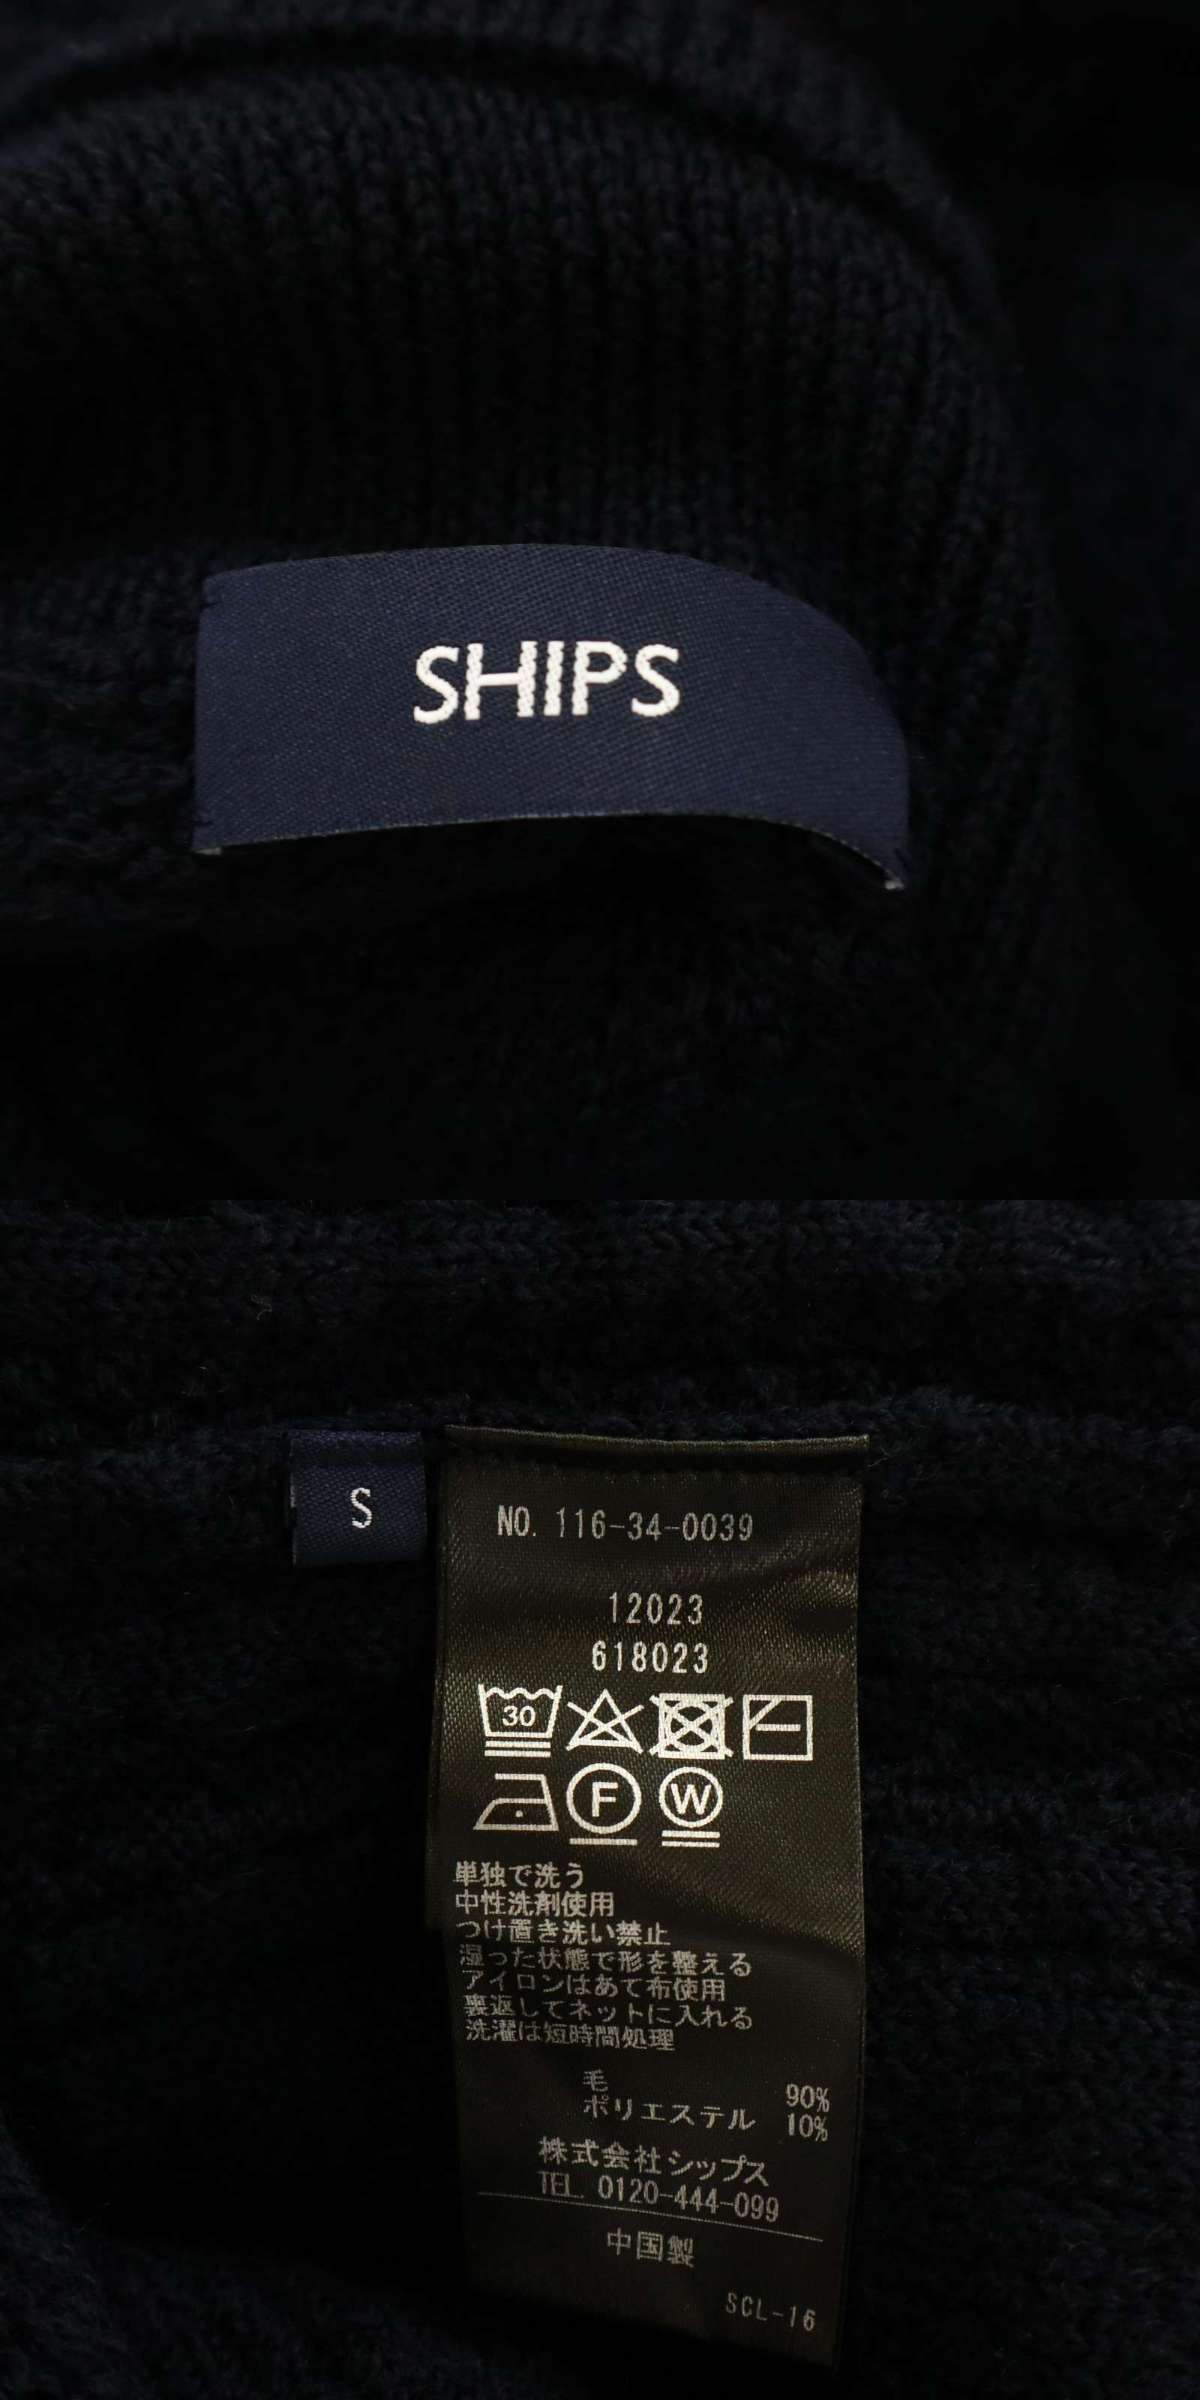 SHIPS
S
NO. 116-34-0039
12023
618023
30
F W
単独で洗う
中性洗剤使用
つけ置き洗い禁止
湿った状態で形を整える
アイロンはあて布使用
裏返してネットに入れる
洗濯は短時間処理
毛 90%
ポリエステル 10%
株式会社シップス
TEL. 0120-444-099
中国製
SCL-16